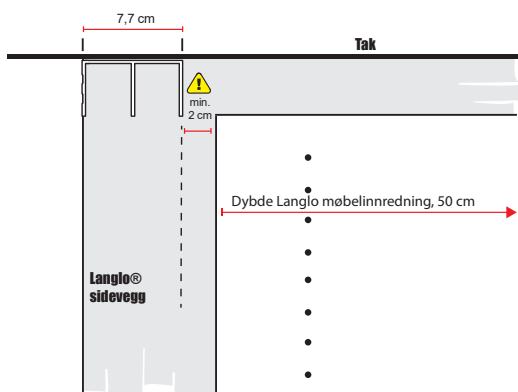 7,7 cm
Tak
min.
2 cm
Dybde Langlo møbelinnredning, 50 cm
Langlo®
sidevegg